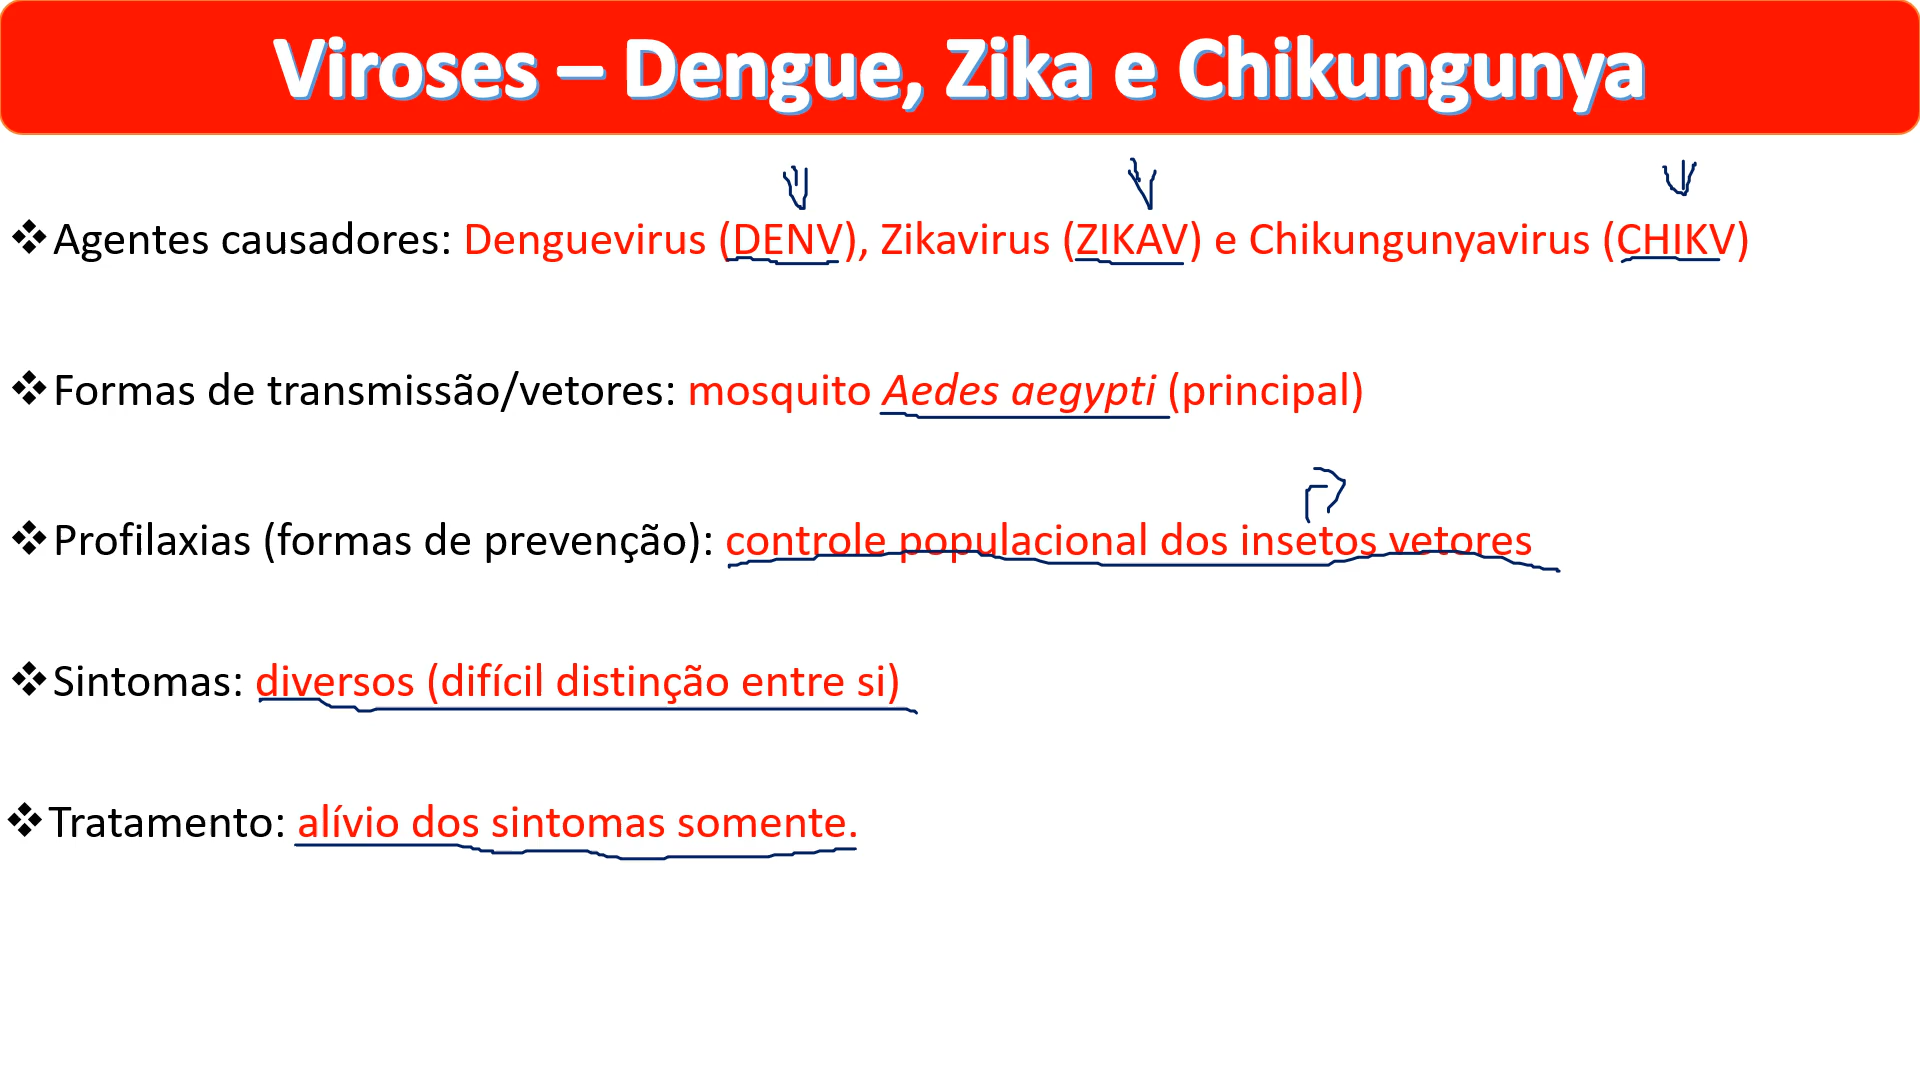 Viroses – Dengue, Zika e Chikungunya
❖Agentes causadores: Denguevirus (DENV), Zikavirus (ZIKAV) e Chikungunyavirus (CHIKV)
❖Formas de transmissão/vetores: mosquito Aedes aegypti (principal)
❖Profilaxias (formas de prevenção): controle populacional dos insetos vetores
❖Sintomas: diversos (difícil distinção entre si)
❖Tratamento: alívio dos sintomas somente.